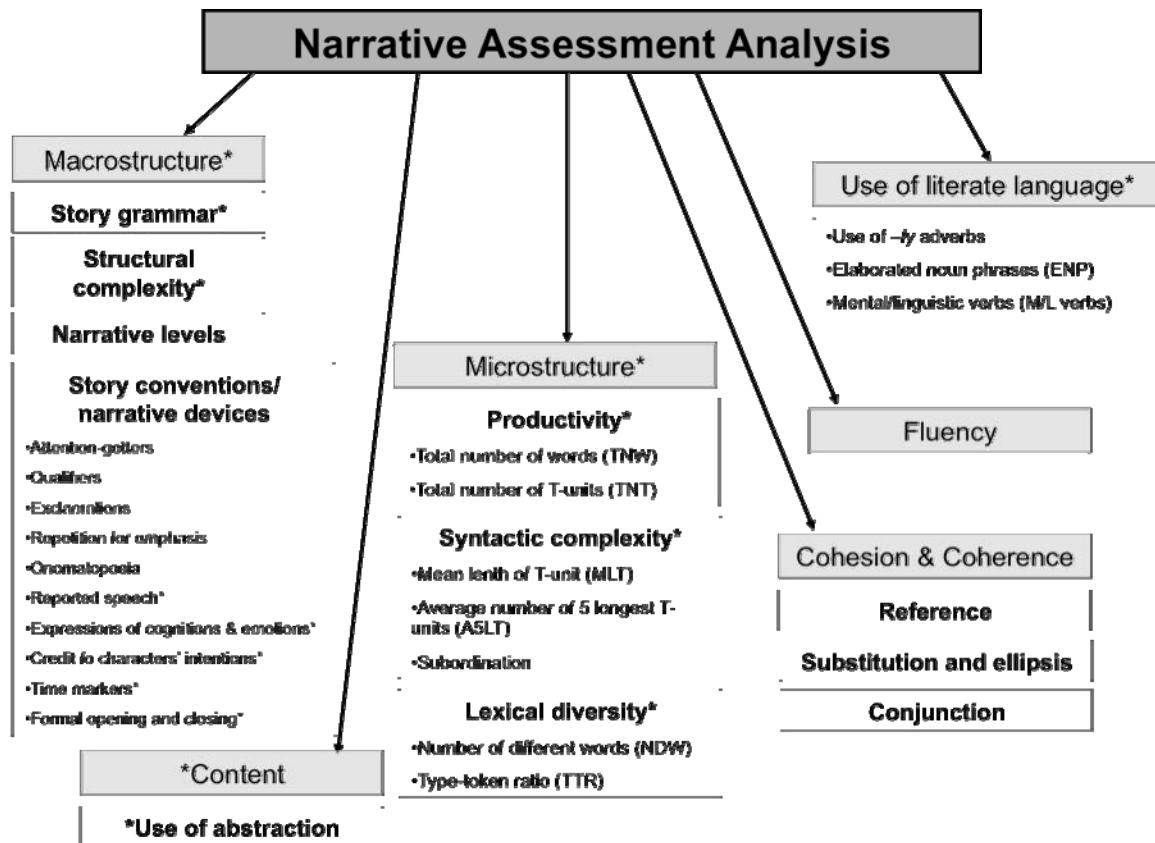 Narrative Assessment Analysis
Macrostructure*
Story grammar*
Structural
complexity*
Narrative levels
Story conventions/
narrative devices
•Attention-getters
•Qualifiers
•Exclamations
•Repetition for emphasis
•Onomatopoeia
•Reported speech*
•Expressions of cognitions & emotions*
•Credit to characters' intentions*
•Time markers*
•Formal opening and closing*
*Content
*Use of abstraction
Microstructure*
Productivity*
•Total number of words (TNW)
•Total number of T-units (TNT)
Syntactic complexity*
•Mean lenth of T-unit (MLT)
•Average number of 5 longest T-
units (A5LT)
•Subordination
Lexical diversity*
•Number of different words (NDW)
•Type-token ratio (TTR)
Use of literate language*
•Use of –ly adverbs
•Elaborated noun phrases (ENP)
•Mental/linguistic verbs (M/L verbs)
Fluency
Cohesion & Coherence
Reference
Substitution and ellipsis
Conjunction